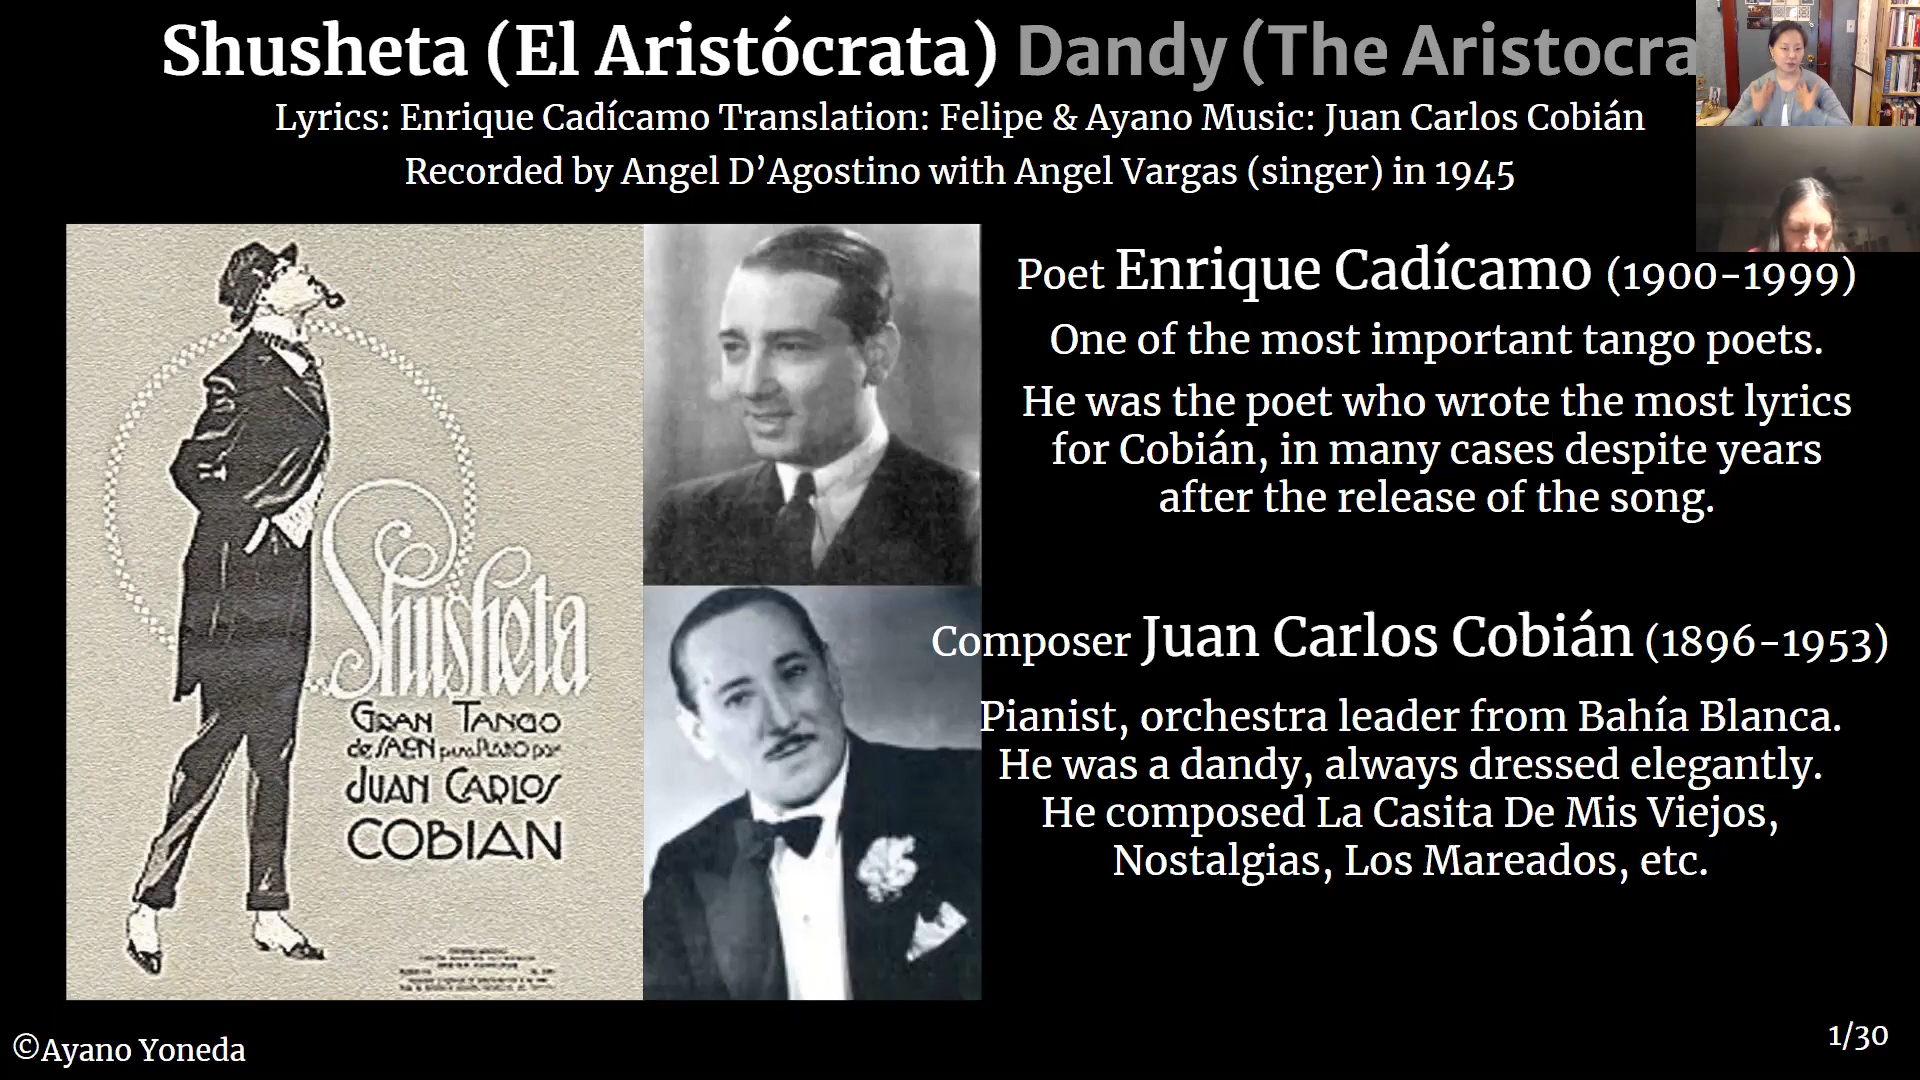 Shusheta (El Aristócrata) Dandy (The Aristocra
Lyrics: Enrique Cadícamo Translation: Felipe & Ayano Music: Juan Carlos Cobián
Recorded by Angel D’Agostino with Angel Vargas (singer) in 1945
Shusheta
GRAN TANGO
de SAEN para PIANO por
JUAN CARLOS
COBIAN
Poet Enrique Cadícamo (1900-1999)
One of the most important tango poets.
He was the poet who wrote the most lyrics
for Cobián, in many cases despite years
after the release of the song.
Composer Juan Carlos Cobián (1896-1953)
Pianist, orchestra leader from Bahía Blanca.
He was a dandy, always dressed elegantly.
He composed La Casita De Mis Viejos,
Nostalgias, Los Mareados, etc.
©Ayano Yoneda
1/30